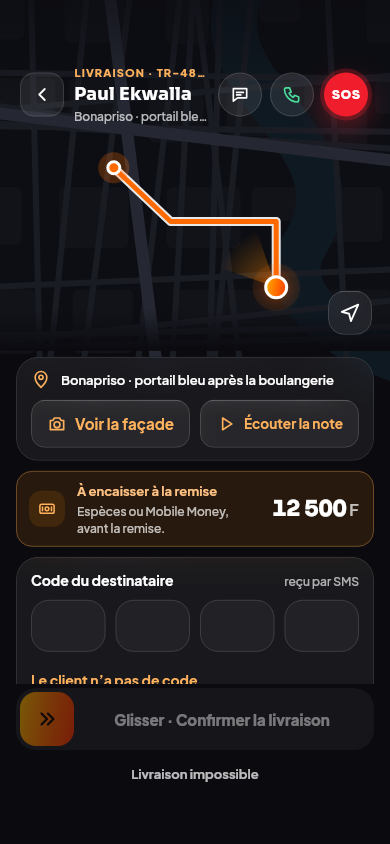 LIVRAISON · TR-48…
Paul Ekwalla
Bonapriso · portail ble…
SOS
Bonapriso · portail bleu après la boulangerie
Voir la façade
Écouter la note
À encaisser à la remise
Espèces ou Mobile Money,
avant la remise.
12 500 F
Code du destinataire
reçu par SMS
Le client n’a pas de code
Glisser · Confirmer la livraison
Livraison impossible